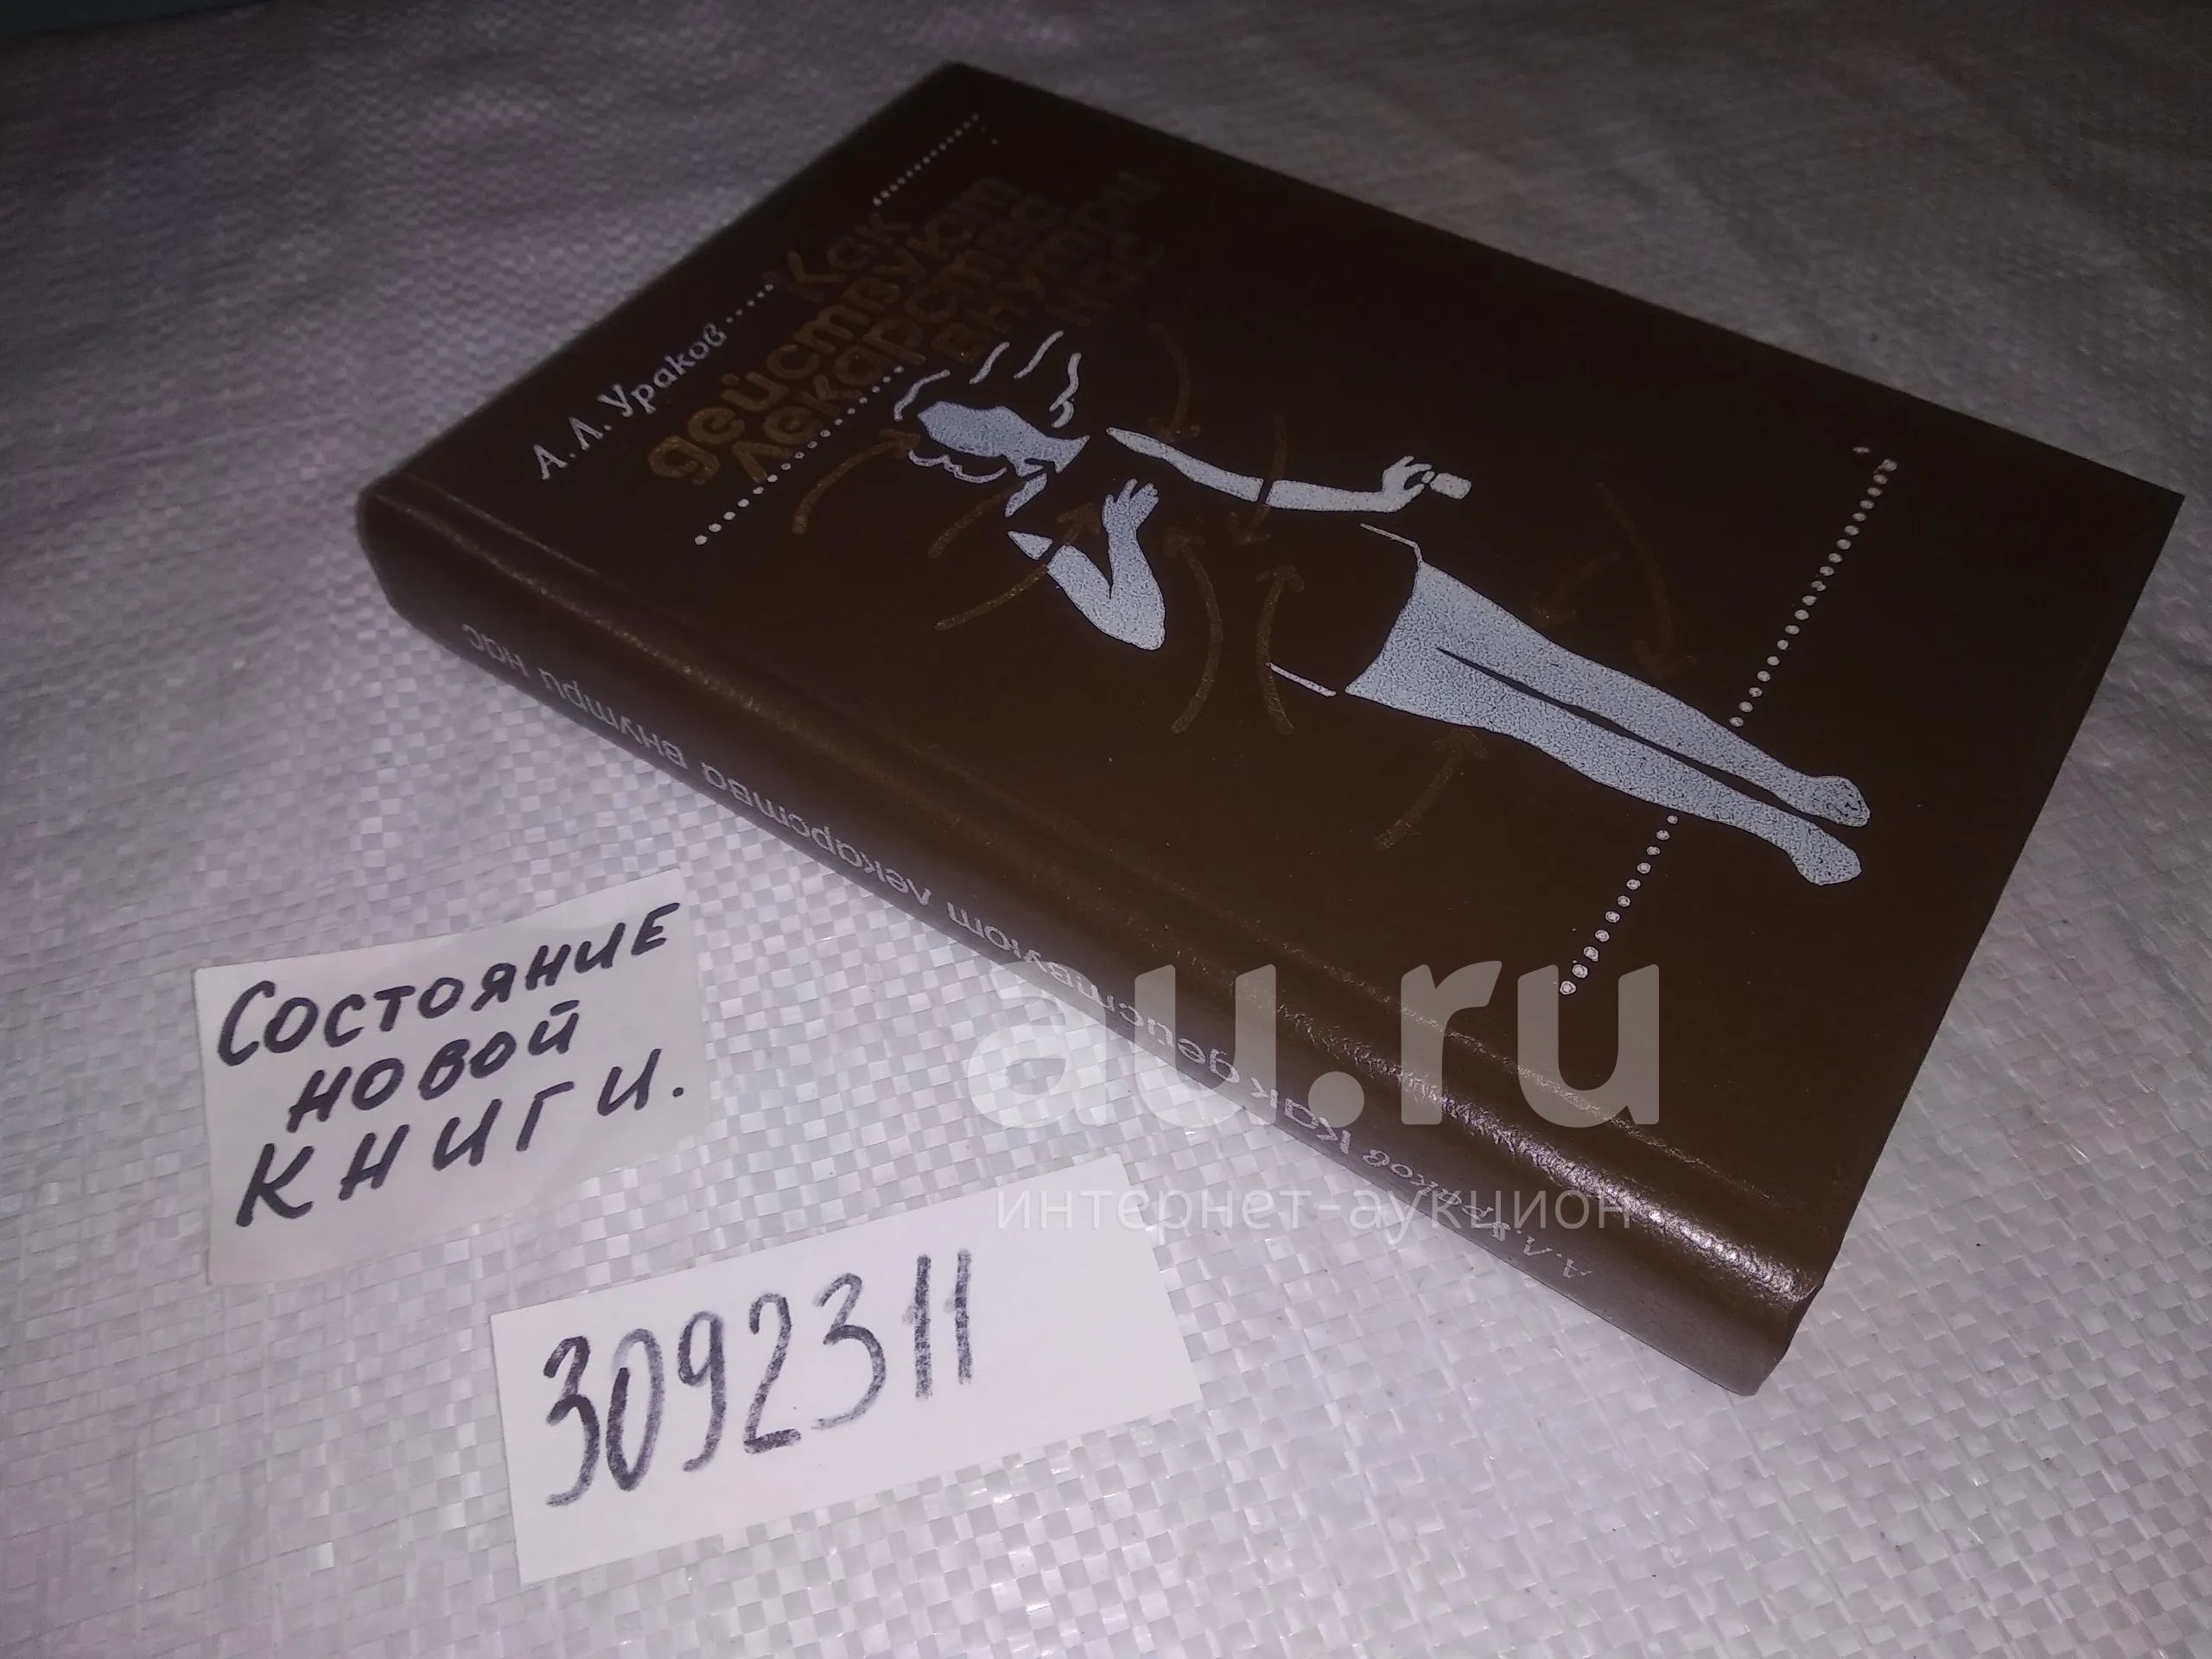 А. Л. Ураков
Как
действуют
лекарства
внутри
нас
А. Л. Ураков Как действуют лекарства внутри нас
Состояние
новой
книги.
3092311
au.ru
интернет-аукцион